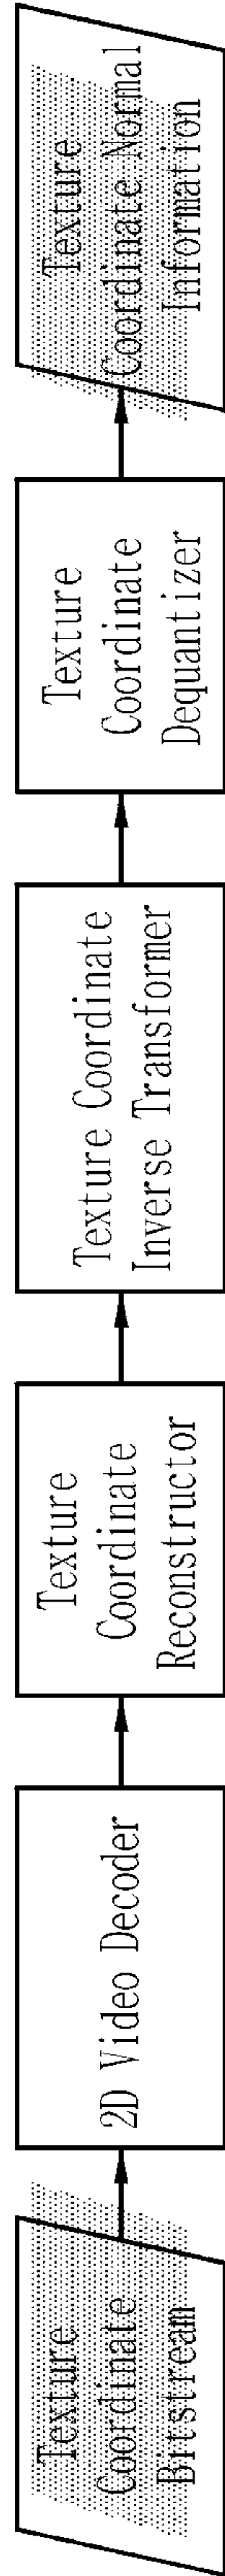 Texture
Coordinate
Bitstream
2D Video Decoder
Texture
Coordinate
Reconstructor
Texture Coordinate
Inverse Transformer
Texture
Coordinate
Dequantizer
Texture
Coordinate Normal
Information